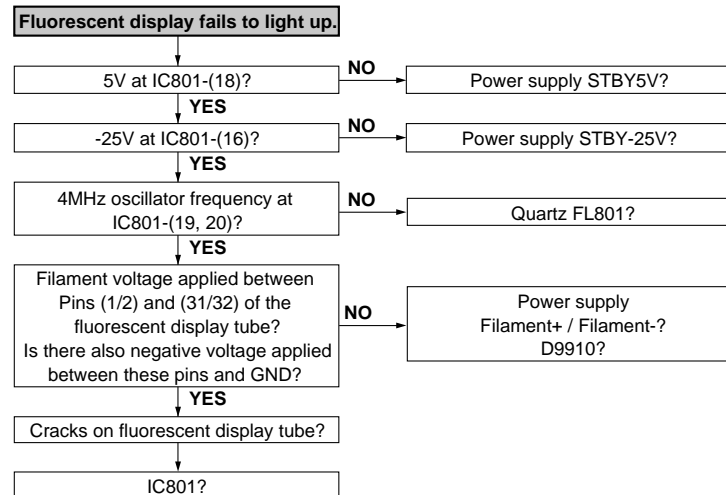 Fluorescent display fails to light up.
5V at IC801-(18)?
NO
Power supply STBY5V?
YES
-25V at IC801-(16)?
NO
Power supply STBY-25V?
YES
4MHz oscillator frequency at
IC801-(19, 20)?
NO
Quartz FL801?
YES
Filament voltage applied between
Pins (1/2) and (31/32) of the
fluorescent display tube?
Is there also negative voltage applied
between these pins and GND?
NO
Power supply
Filament+ / Filament-?
D9910?
YES
Cracks on fluorescent display tube?
IC801?